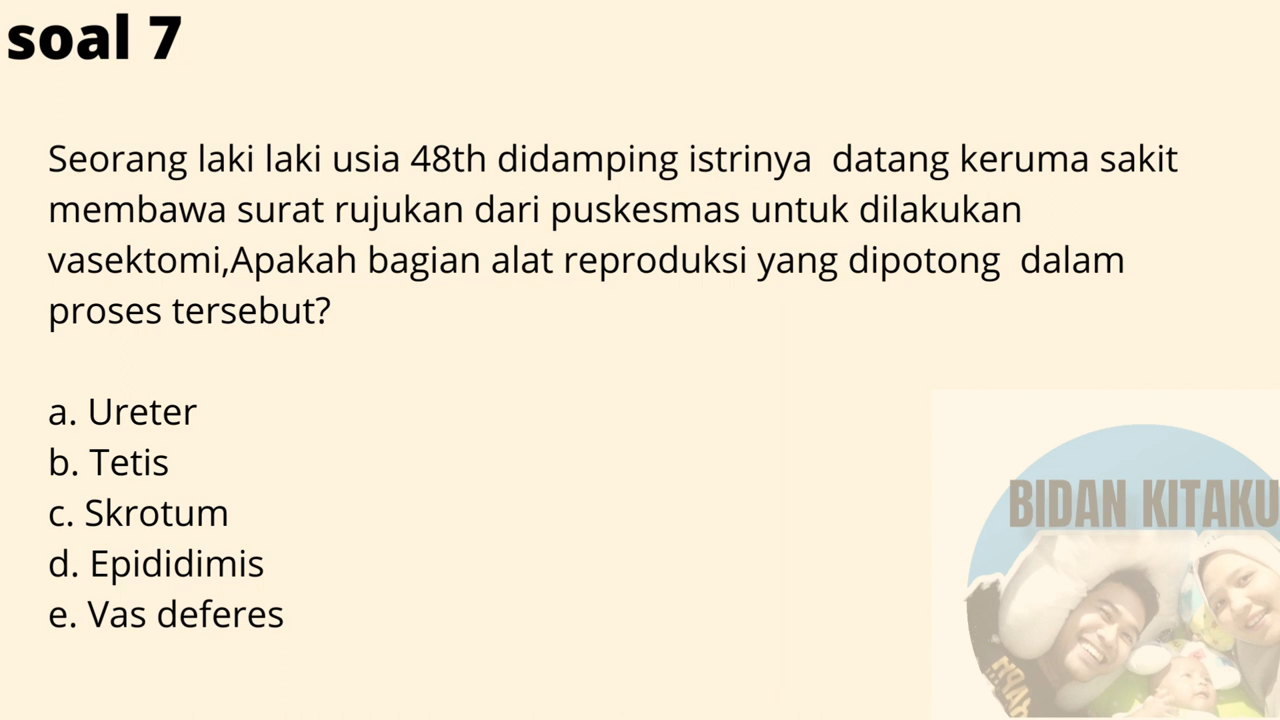 soal 7
Seorang laki laki usia 48th didamping istrinya datang keruma sakit
membawa surat rujukan dari puskesmas untuk dilakukan
vasektomi,Apakah bagian alat reproduksi yang dipotong dalam
proses tersebut?
a. Ureter
b. Tetis
c. Skrotum
d. Epididimis
e. Vas deferes
BIDAN KITAKU